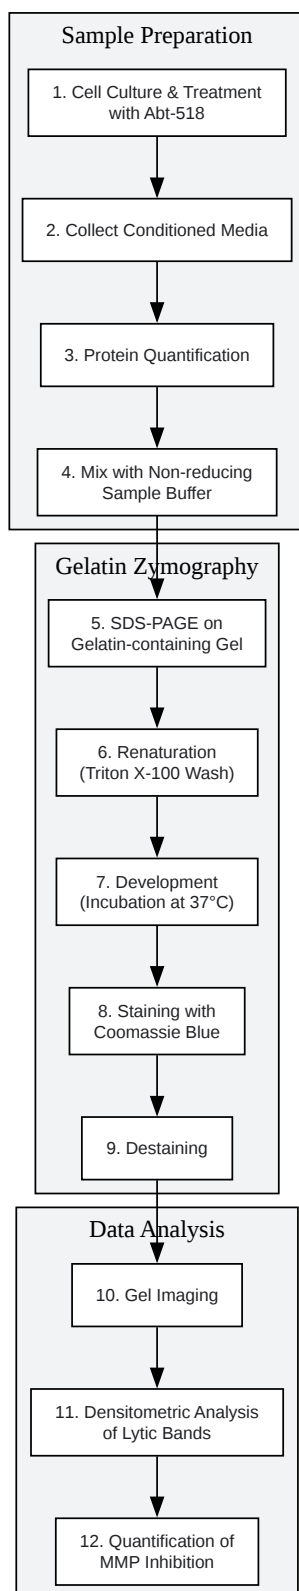 Sample Preparation
1. Cell Culture & Treatment
with Abt-518
2. Collect Conditioned Media
3. Protein Quantification
4. Mix with Non-reducing
Sample Buffer
Gelatin Zymography
5. SDS-PAGE on
Gelatin-containing Gel
6. Renaturation
(Triton X-100 Wash)
7. Development
(Incubation at 37°C)
8. Staining with
Coomassie Blue
9. Destaining
Data Analysis
10. Gel Imaging
11. Densitometric Analysis
of Lytic Bands
12. Quantification of
MMP Inhibition